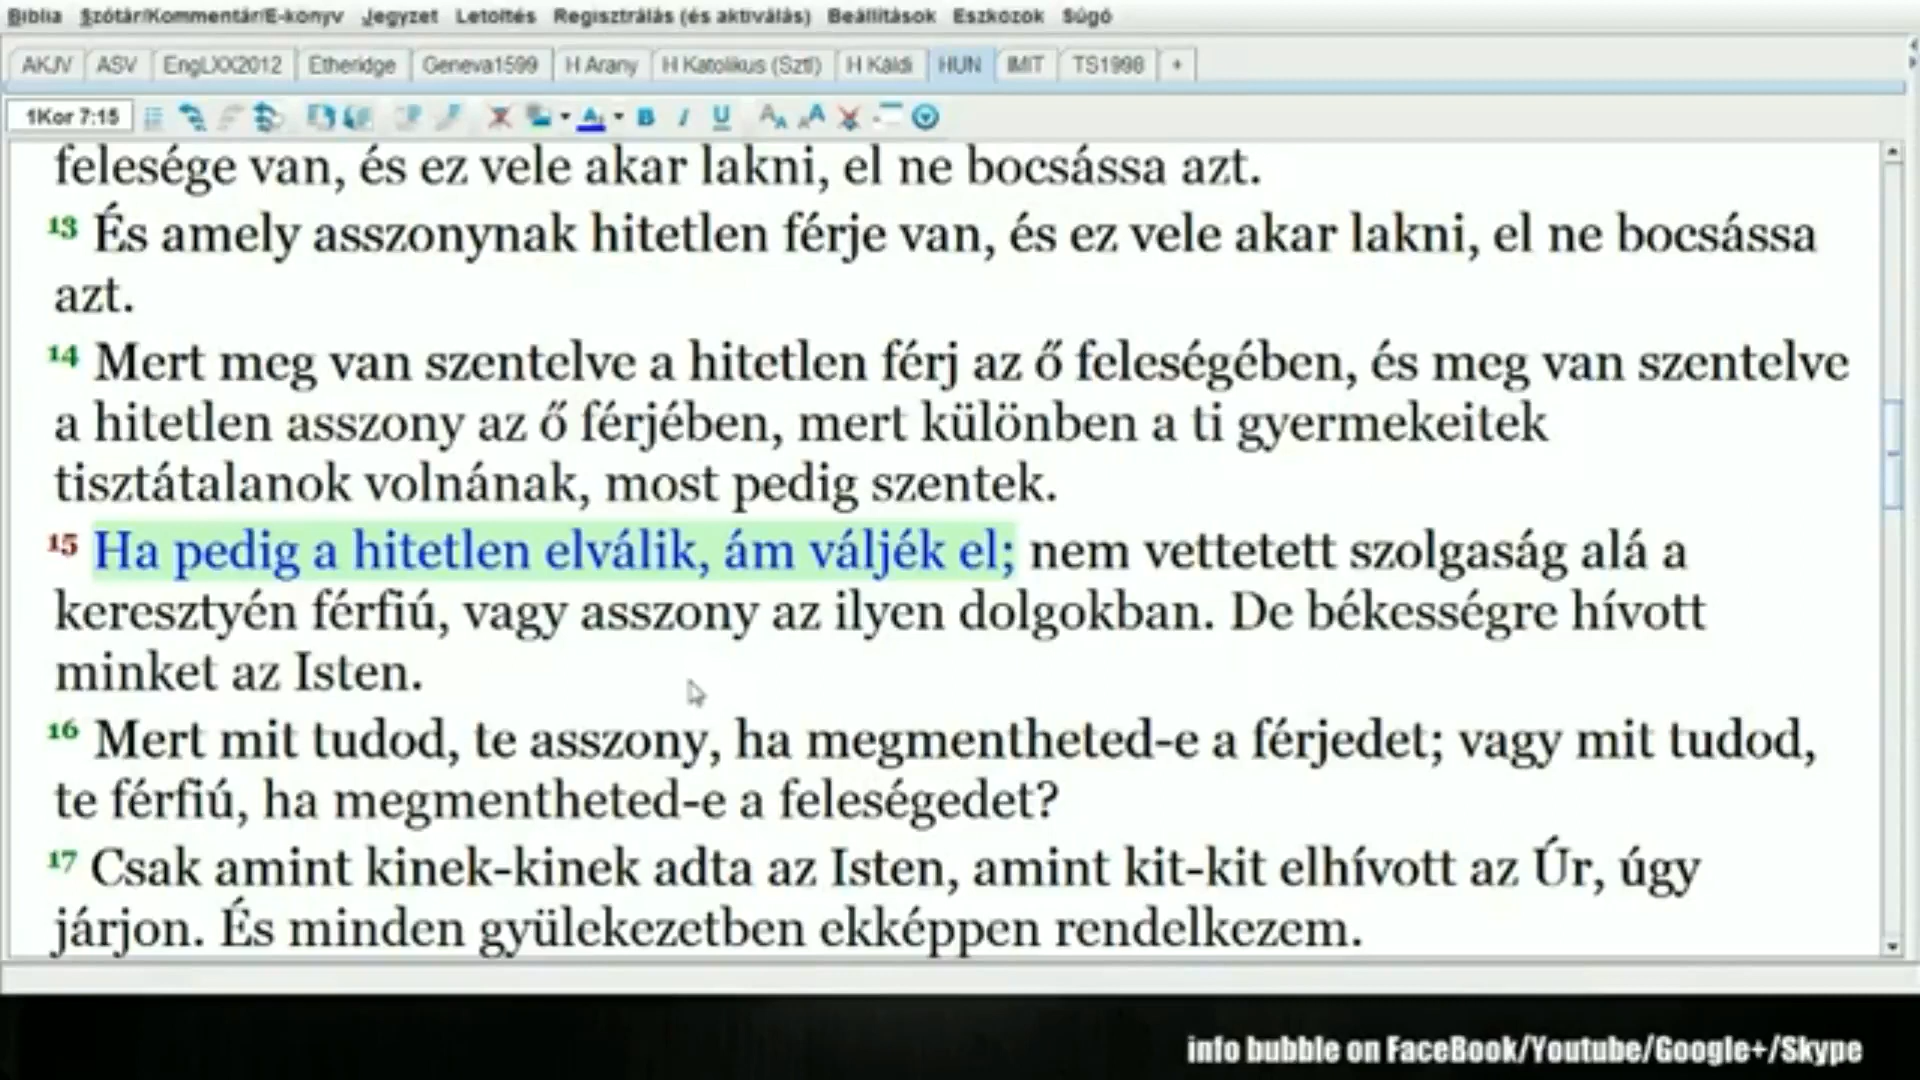 Biblia Szótár/Kommentár/E-könyv Jegyzet Letöltés Regisztrálás (és aktiválás) Beállítások Eszközök Súgó
AKJV ASV EngLXX2012 Etheridge Geneva1599 H Arany H Katolikus (SztI) H Káldi HUN IMIT TS1998 +
1Kor 7:15 A B I U A A A A
felesége van, és ez vele akar lakni, el ne bocsássa azt.
13 És amely asszonynak hitetlen férje van, és ez vele akar lakni, el ne bocsássa
azt.
14 Mert meg van szentelve a hitetlen férj az ő feleségében, és meg van szentelve
a hitetlen asszony az ő férjében, mert különben a ti gyermekeitek
tisztátalanok volnának, most pedig szentek.
15 Ha pedig a hitetlen elválik, ám váljék el; nem vettetett szolgaság alá a
keresztyén férfiú, vagy asszony az ilyen dolgokban. De békességre hívott
minket az Isten.
16 Mert mit tudod, te asszony, ha megmentheted-e a férjedet; vagy mit tudod,
te férfiú, ha megmentheted-e a feleségedet?
17 Csak amint kinek-kinek adta az Isten, amint kit-kit elhívott az Úr, úgy
járjon. És minden gyülekezetben ekképpen rendelkezem.
info bubble on FaceBook/Youtube/Google+/Skype